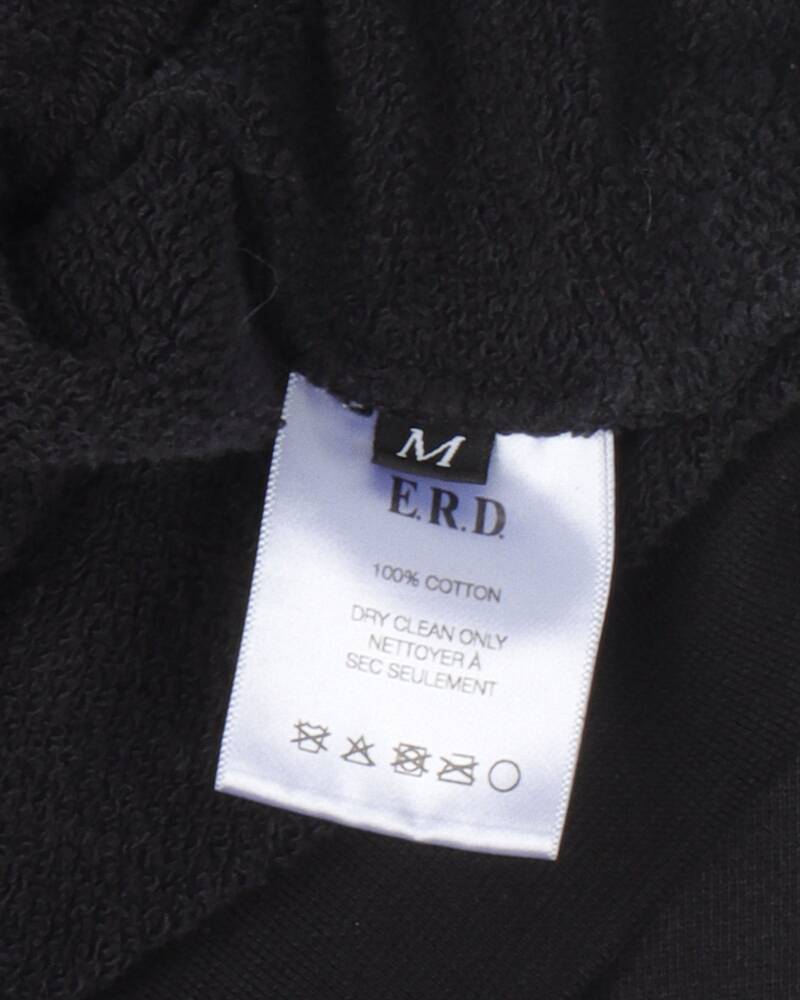 M
E.R.D.
100% COTTON
DRY CLEAN ONLY
NETTOYER À
SEC SEULEMENT